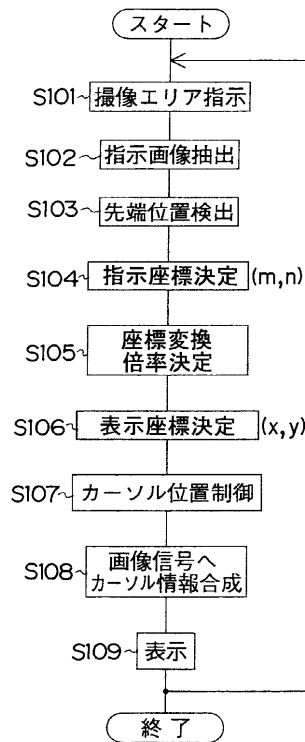 スタート
S101 撮像エリア指示
S102 指示画像抽出
S103 先端位置検出
S104 指示座標決定 (m,n)
S105 座標変換
倍率決定
S106 表示座標決定 (x,y)
S107 カーソル位置制御
S108 画像信号へ
カーソル情報合成
S109 表示
終了